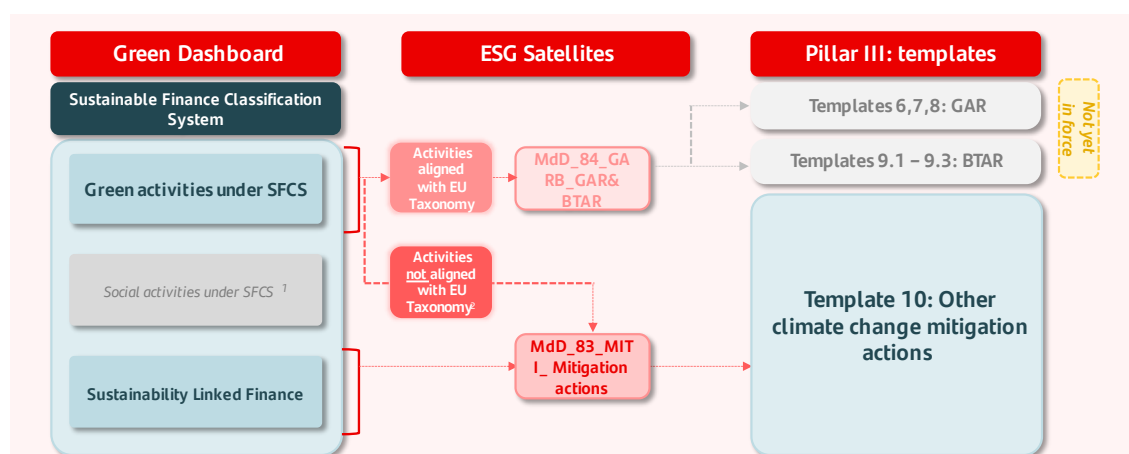 Green Dashboard
ESG Satellites
Pillar III: templates
Sustainable Finance Classification
System
Templates 6,7,8: GAR
Not yet
in force
Activities
aligned
with EU
Taxonomy
MdD_84_GA
RB_GAR&
BTAR
Templates 9.1 – 9.3: BTAR
Green activities under SFCS
Activities
not aligned
with EU
Taxonomy²
Social activities under SFCS ¹
Template 10: Other
climate change mitigation
actions
MdD_83_MIT
I_ Mitigation
actions
Sustainability Linked Finance